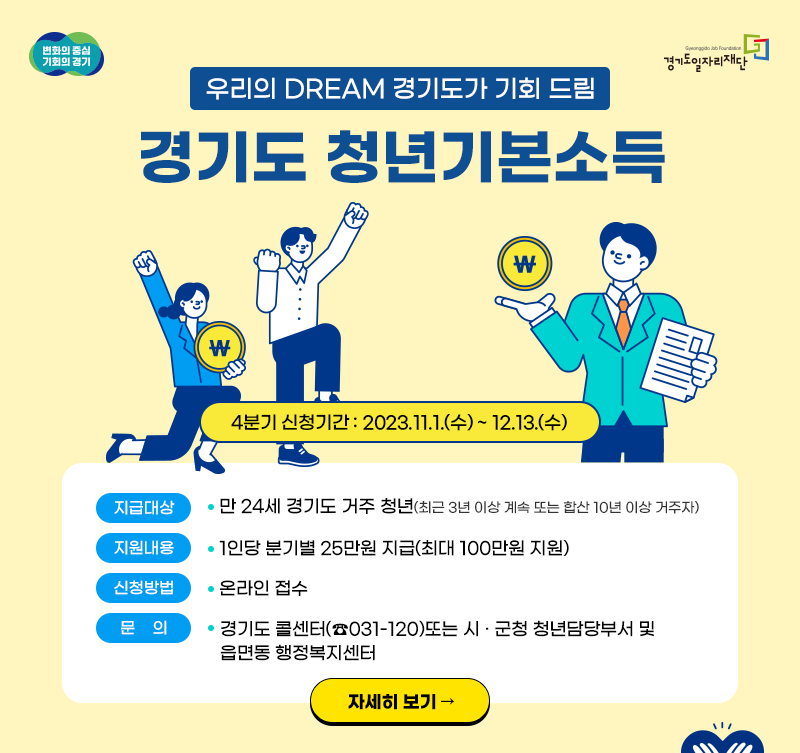 변화의 중심
기회의 경기
Gyeonggido Job Foundation
경기도일자리재단
우리의 DREAM 경기도가 기회 드림
경기도 청년기본소득
₩
₩
4분기 신청기간 : 2023.11.1.(수) ~ 12.13.(수)
지급대상
• 만 24세 경기도 거주 청년(최근 3년 이상 계속 또는 합산 10년 이상 거주자)
지원내용
• 1인당 분기별 25만원 지급(최대 100만원 지원)
신청방법
• 온라인 접수
문 의
• 경기도 콜센터(☎031-120)또는 시 · 군청 청년담당부서 및
읍면동 행정복지센터
자세히 보기 →